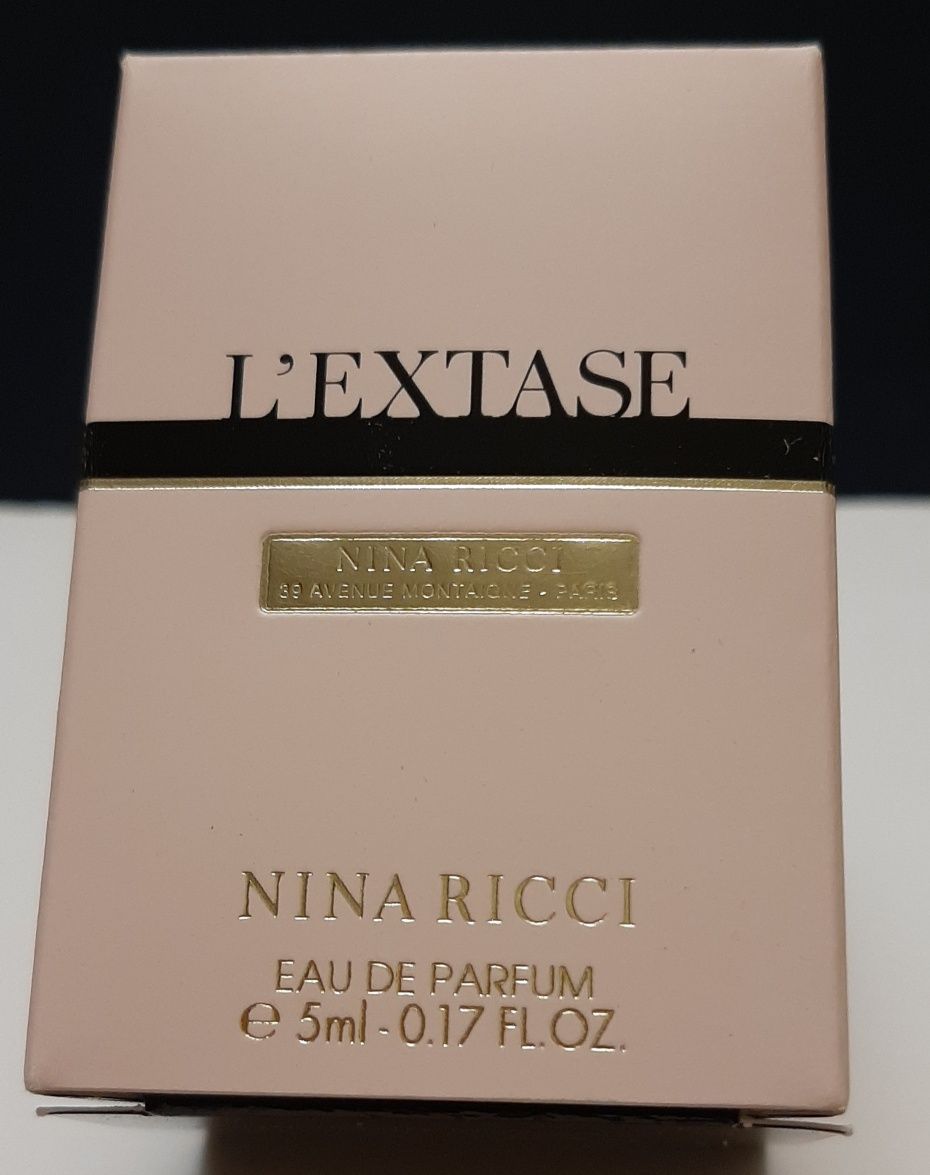 L'EXTASE
NINA RICCI
39 AVENUE MONTAIGNE - PARIS
NINA RICCI
EAU DE PARFUM
℮ 5ml - 0.17 FL.OZ.